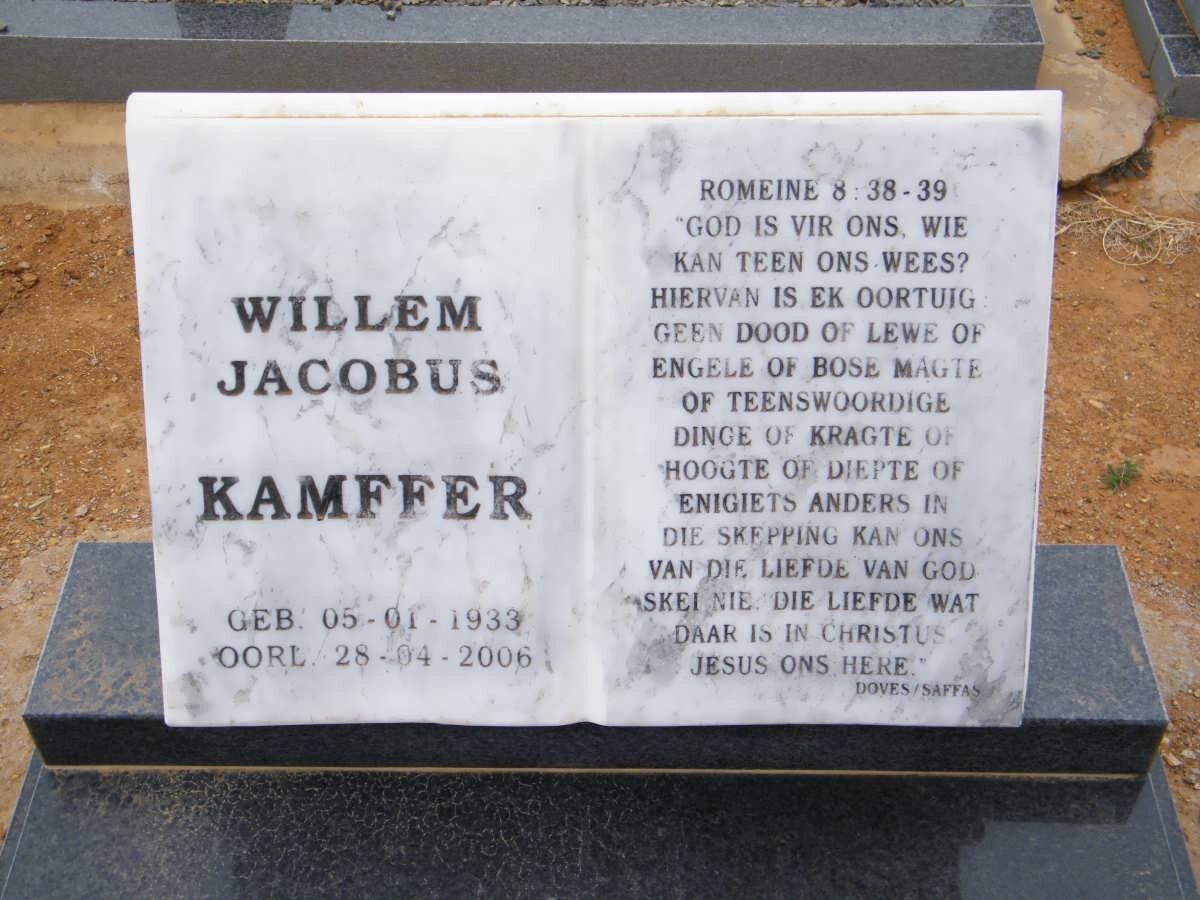 WILLEM
JACOBUS
KAMFFER
GEB. 05-01-1933
OORL. 28-04-2006
ROMEINE 8:38-39
"GOD IS VIR ONS, WIE
KAN TEEN ONS WEES?
HIERVAN IS EK OORTUIG:
GEEN DOOD OF LEWE OF
ENGELE OF BOSE MAGTE
OF TEENSWOORDIGE
DINGE OF KRAGTE OF
HOOGTE OF DIEPTE OF
ENIGIETS ANDERS IN
DIE SKEPPING KAN ONS
VAN DIE LIEFDE VAN GOD
SKEI NIE, DIE LIEFDE WAT
DAAR IS IN CHRISTUS
JESUS ONS HERE."
DOVES/SAFFAS